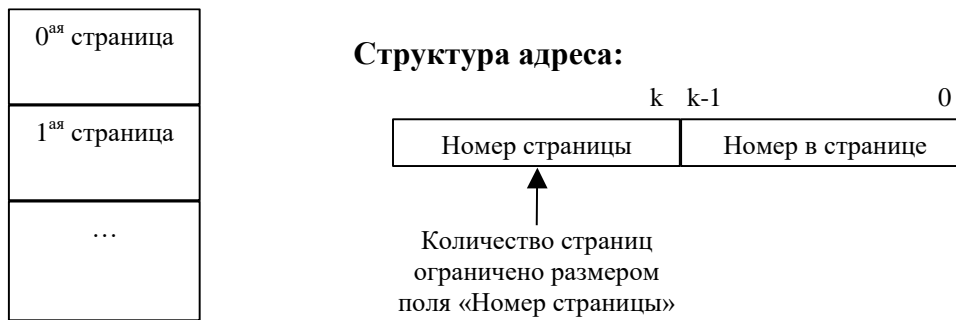 0ая страница
1ая страница
…
Структура адреса:
k k-1 0
Номер страницы Номер в странице
Количество страниц
ограничено размером
поля «Номер страницы»